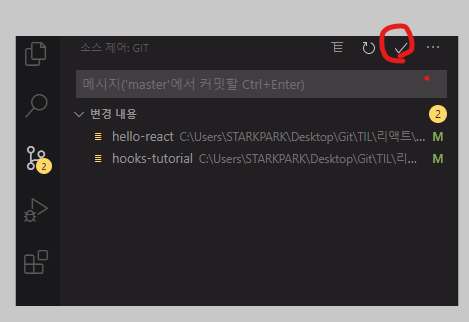 소스 제어: GIT
메시지('master'에서 커밋할 Ctrl+Enter)
변경 내용 2
hello-react C:\Users\STARKPARK\Desktop\Git\TIL\리액트\... M
hooks-tutorial C:\Users\STARKPARK\Desktop\Git\TIL\리... M
2